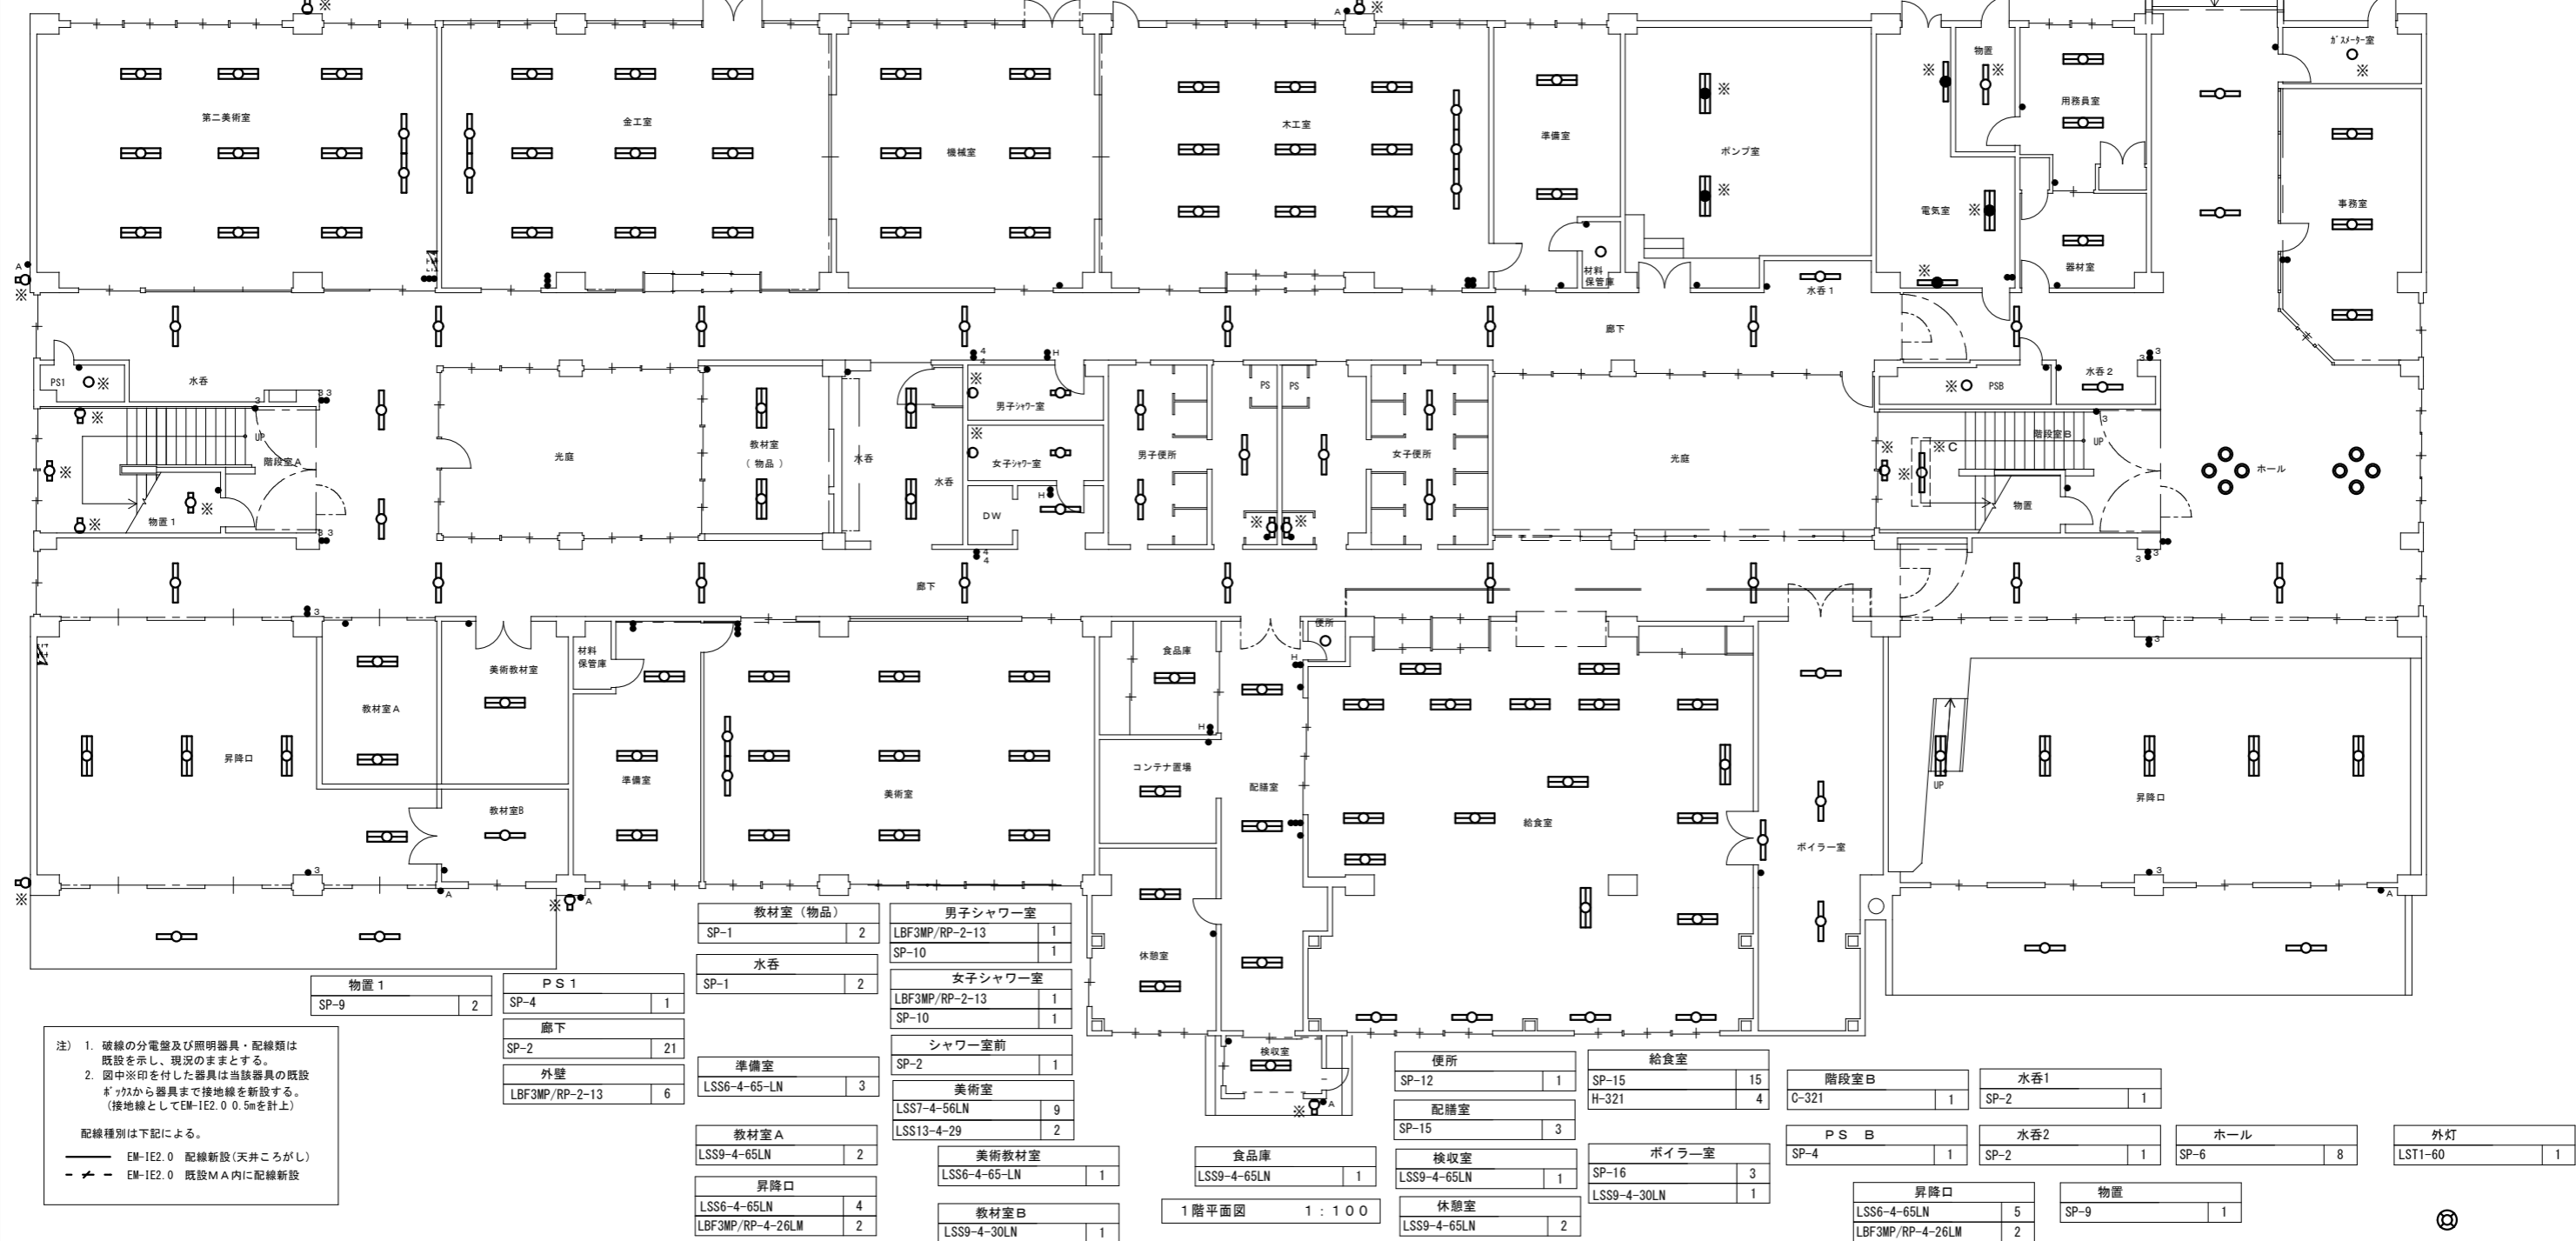 ※
A ※
第二美術室
金工室
機械室
木工室
準備室
ポンプ室
※
※
材料
保管庫
水呑1
電気室
※
※
※
物置
※
用務員室
器材室
ガスメーター室
※
事務室
A
※
廊下
PS1 ※
水呑
3 3
3
※
UP
階段室A
※
※
物置1
※
3 3
光庭
教材室
( 物品 )
水呑
水呑
4
4
H
※
男子シャワー室
※
女子シャワー室
H
DW
4
4
男子便所
PS
PS
※ ※
女子便所
光庭
※ PSB
水呑2
3 3
3
階段室B
UP
※C
※
※
物置
3 3
ホール
廊下
3
材料
保管庫
教材室A
美術教材室
昇降口
教材室B
準備室
美術室
食品庫
H
コンテナ置場
配膳室
H
便所
給食室
ボイラー室
休憩室
検収室
※ A
3
UP
昇降口
3
A
3
A
※
※ A
教材室(物品)
SP-1 2
水呑
SP-1 2
男子シャワー室
LBF3MP/RP-2-13 1
SP-10 1
女子シャワー室
LBF3MP/RP-2-13 1
SP-10 1
シャワー室前
SP-2 1
美術室
LSS7-4-56LN 9
LSS13-4-29 2
美術教材室
LSS6-4-65-LN 1
教材室B
LSS9-4-30LN 1
物置1
SP-9 2
PS1
SP-4 1
廊下
SP-2 21
外壁
LBF3MP/RP-2-13 6
準備室
LSS6-4-65-LN 3
教材室A
LSS9-4-65LN 2
昇降口
LSS6-4-65LN 4
LBF3MP/RP-4-26LM 2
注) 1. 破線の分電盤及び照明器具・配線類は
既設を示し、現況のままとする。
2. 図中※印を付した器具は当該器具の既設
ボックスから器具まで接地線を新設する。
(接地線としてEM-IE2.0 0.5mを計上)
配線種別は下記による。
EM-IE2.0 配線新設(天井ころがし)
EM-IE2.0 既設MA内に配線新設
食品庫
LSS9-4-65LN 1
1階平面図 1:100
便所
SP-12 1
配膳室
SP-15 3
検収室
LSS9-4-65LN 1
休憩室
LSS9-4-65LN 2
給食室
SP-15 15
H-321 4
ボイラー室
SP-16 3
LSS9-4-30LN 1
階段室B
C-321 1
PS B
SP-4 1
水呑1
SP-2 1
水呑2
SP-2 1
ホール
SP-6 8
外灯
LST1-60 1
昇降口
LSS6-4-65LN 5
LBF3MP/RP-4-26LM 2
物置
SP-9 1